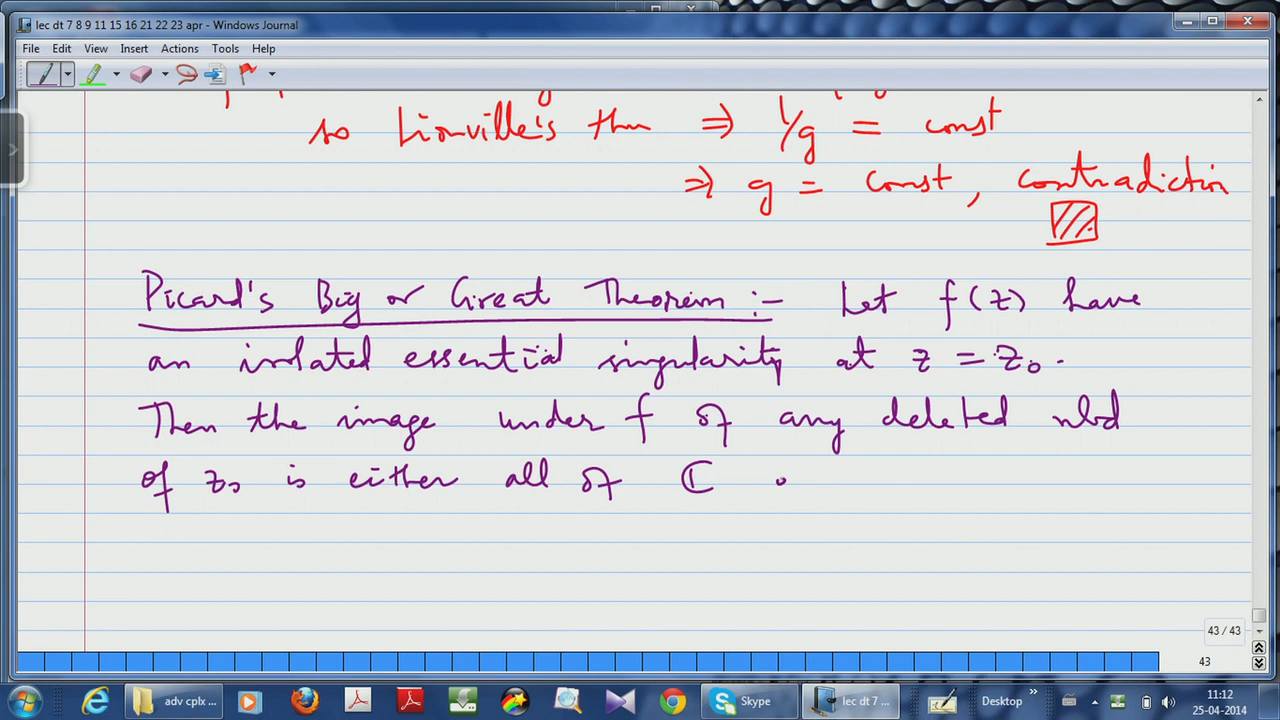 lec dt 7 8 9 11 15 16 21 22 23 apr - Windows Journal
File Edit View Insert Actions Tools Help
so Liouville's thm ⇒ 1/g = const
⇒ g = const, contradiction
Picard's Big or Great Theorem :- Let f(z) have
an isolated essential singularity at z = z₀.
Then the image under f of any deleted nbd
of z₀ is either all of ℂ o
43 / 43
43
adv cplx ...
Skype
lec dt 7 ...
Desktop
11:12
25-04-2014